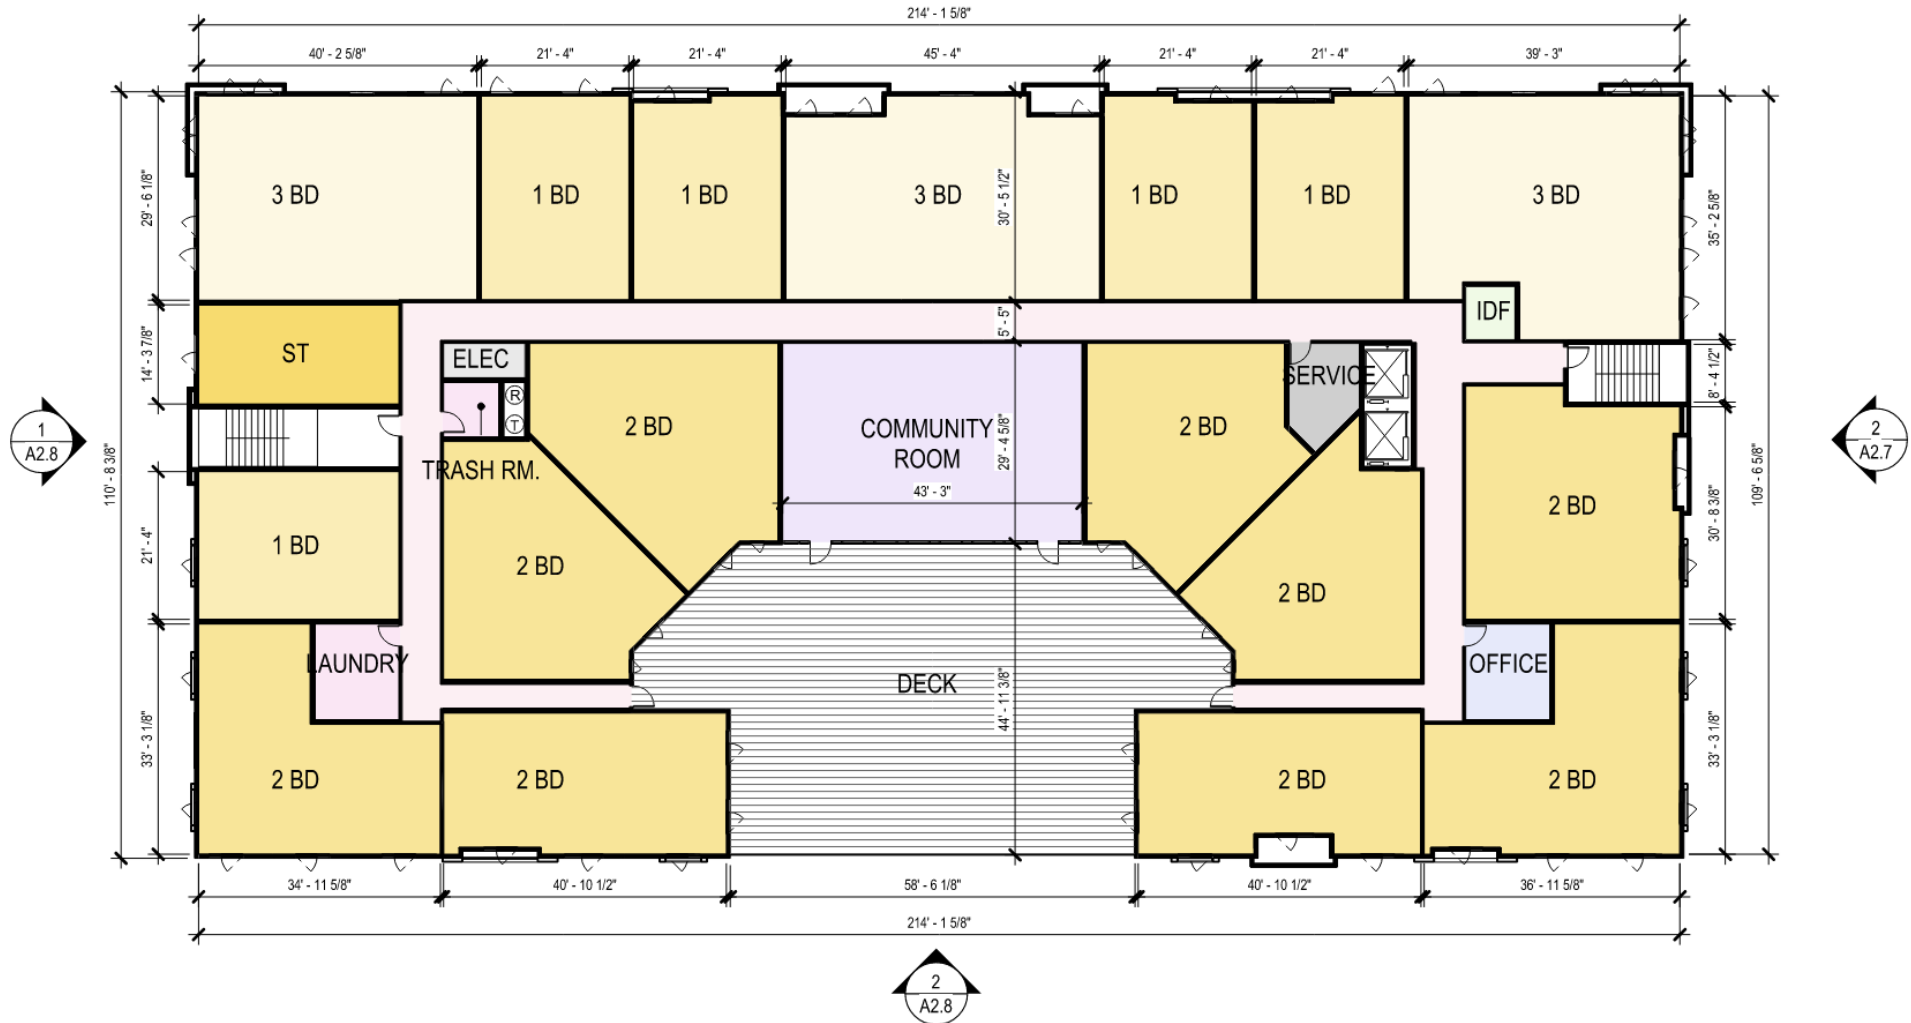 214' - 1 5/8"
40' - 2 5/8"
21' - 4"
21' - 4"
45' - 4"
21' - 4"
21' - 4"
39' - 3"
3 BD
1 BD
1 BD
3 BD
1 BD
1 BD
3 BD
29' - 6 1/8"
30' - 5 1/2"
35' - 2 5/8"
IDF
5' - 5"
ST
14' - 3 7/8"
ELEC
SERVICE
8' - 4 1/2"
R
T
2 BD
COMMUNITY
ROOM
29' - 4 5/8"
2 BD
1
A2.8
2
A2.7
110' - 8 3/8"
TRASH RM.
43' - 3"
109' - 6 5/8"
2 BD
30' - 8 3/8"
1 BD
21' - 4"
2 BD
2 BD
LAUNDRY
OFFICE
DECK
44' - 11 3/8"
33' - 3 1/8"
33' - 3 1/8"
2 BD
2 BD
2 BD
2 BD
34' - 11 5/8"
40' - 10 1/2"
58' - 6 1/8"
40' - 10 1/2"
36' - 11 5/8"
214' - 1 5/8"
2
A2.8